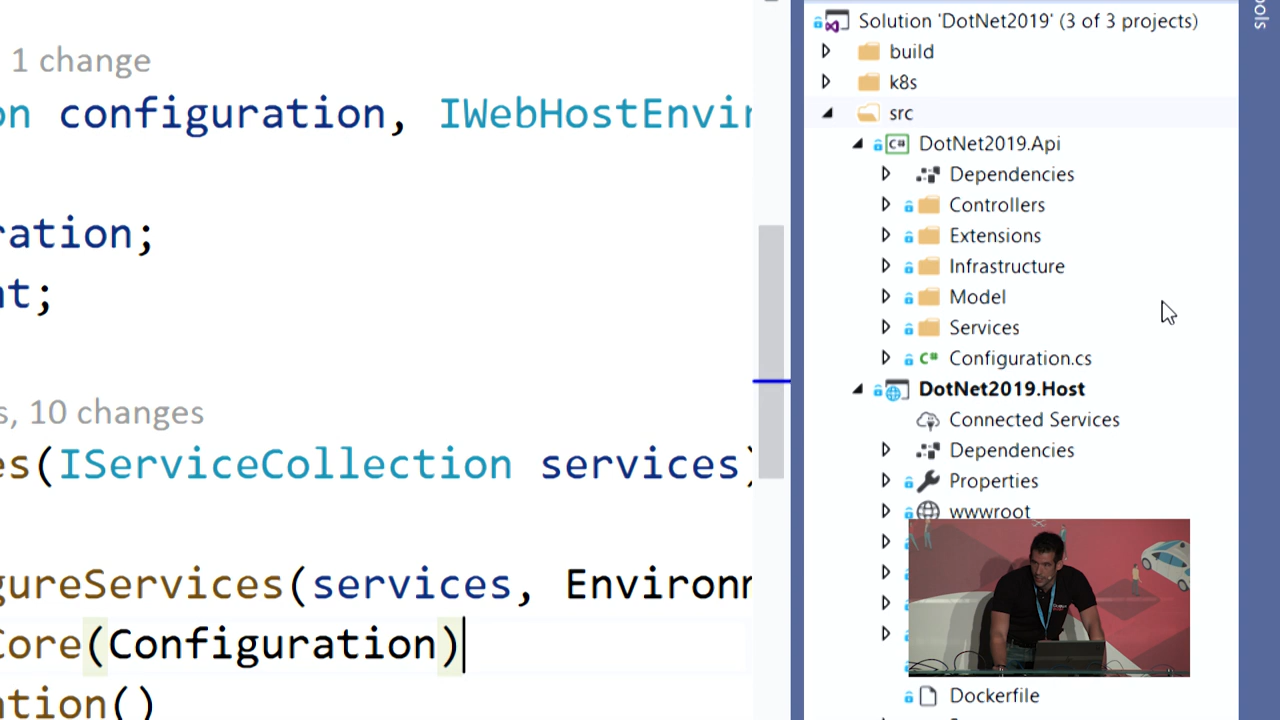 1 change
on configuration, IWebHostEnvir
ration;
nt;
s, 10 changes
es(IServiceCollection services)
gureServices(services, Environm
Core(Configuration)
ation()
Solution 'DotNet2019' (3 of 3 projects)
build
k8s
src
DotNet2019.Api
Dependencies
Controllers
Extensions
Infrastructure
Model
Services
Configuration.cs
DotNet2019.Host
Connected Services
Dependencies
Properties
wwwroot
Dockerfile
ools